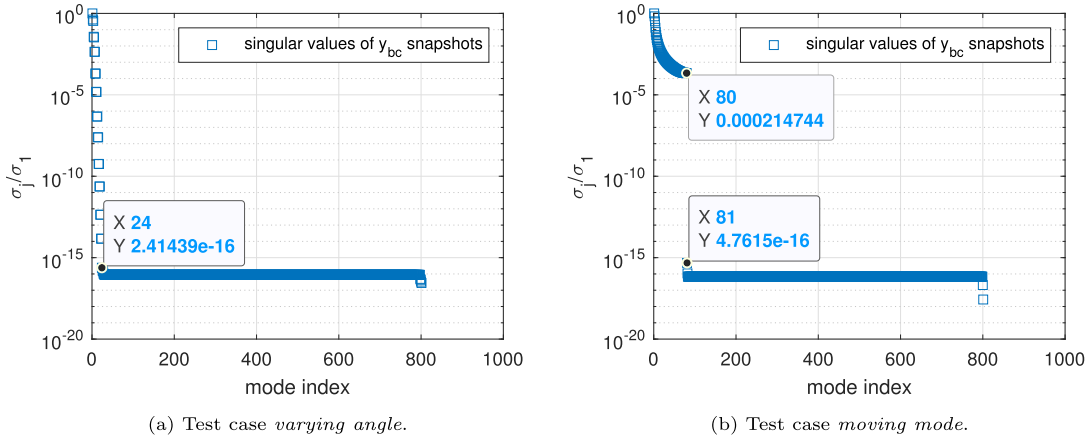 10^0
10^-5
10^-10
10^-15
10^-20
σ_j/σ_1
singular values of y_bc snapshots
X 24
Y 2.41439e-16
0 200 400 600 800 1000
mode index
(a) Test case varying angle.
10^0
10^-5
10^-10
10^-15
10^-20
σ_j/σ_1
singular values of y_bc snapshots
X 80
Y 0.000214744
X 81
Y 4.7615e-16
0 200 400 600 800 1000
mode index
(b) Test case moving mode.